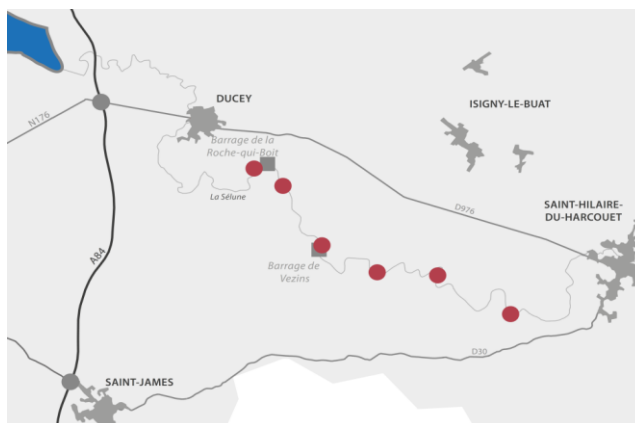 DUCEY
ISIGNY-LE-BUAT
N176
Barrage de la
Roche-qui-Boit
La Sélune
D976
SAINT-HILAIRE-
DU-HARCOUET
A84
Barrage de
Vezins
D30
SAINT-JAMES